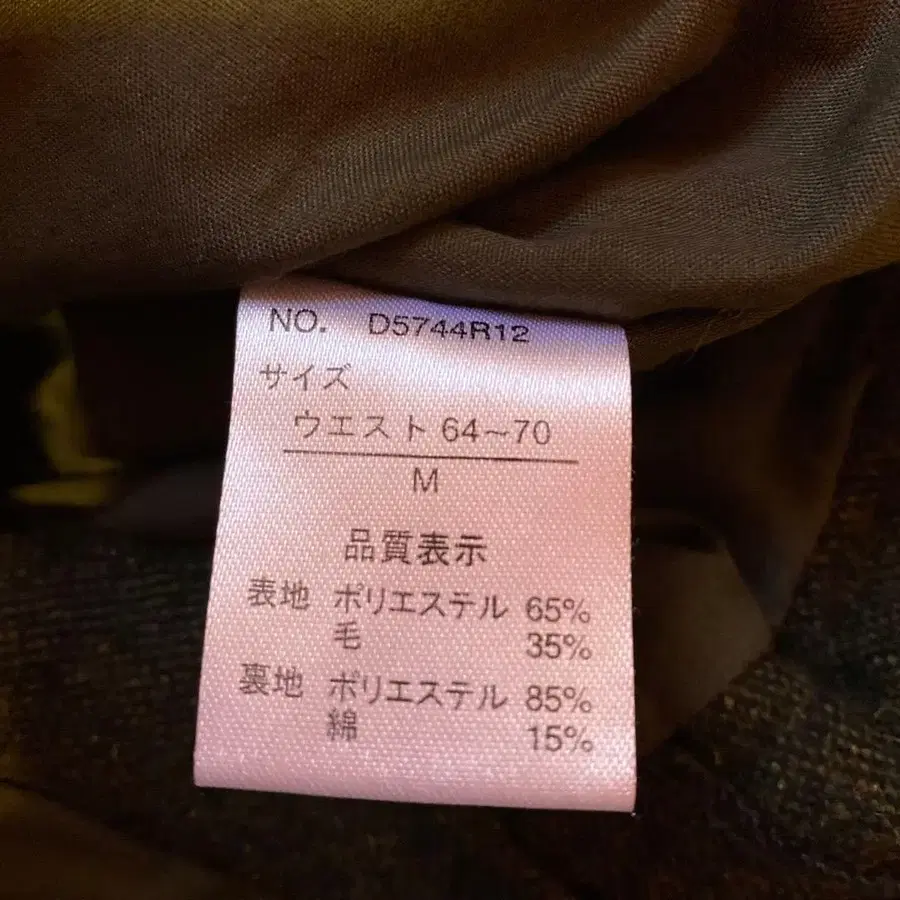 NO. D5744R12
サイズ
ウエスト 64~70
M
品質表示
表地 ポリエステル 65%
毛 35%
裏地 ポリエステル 85%
綿 15%